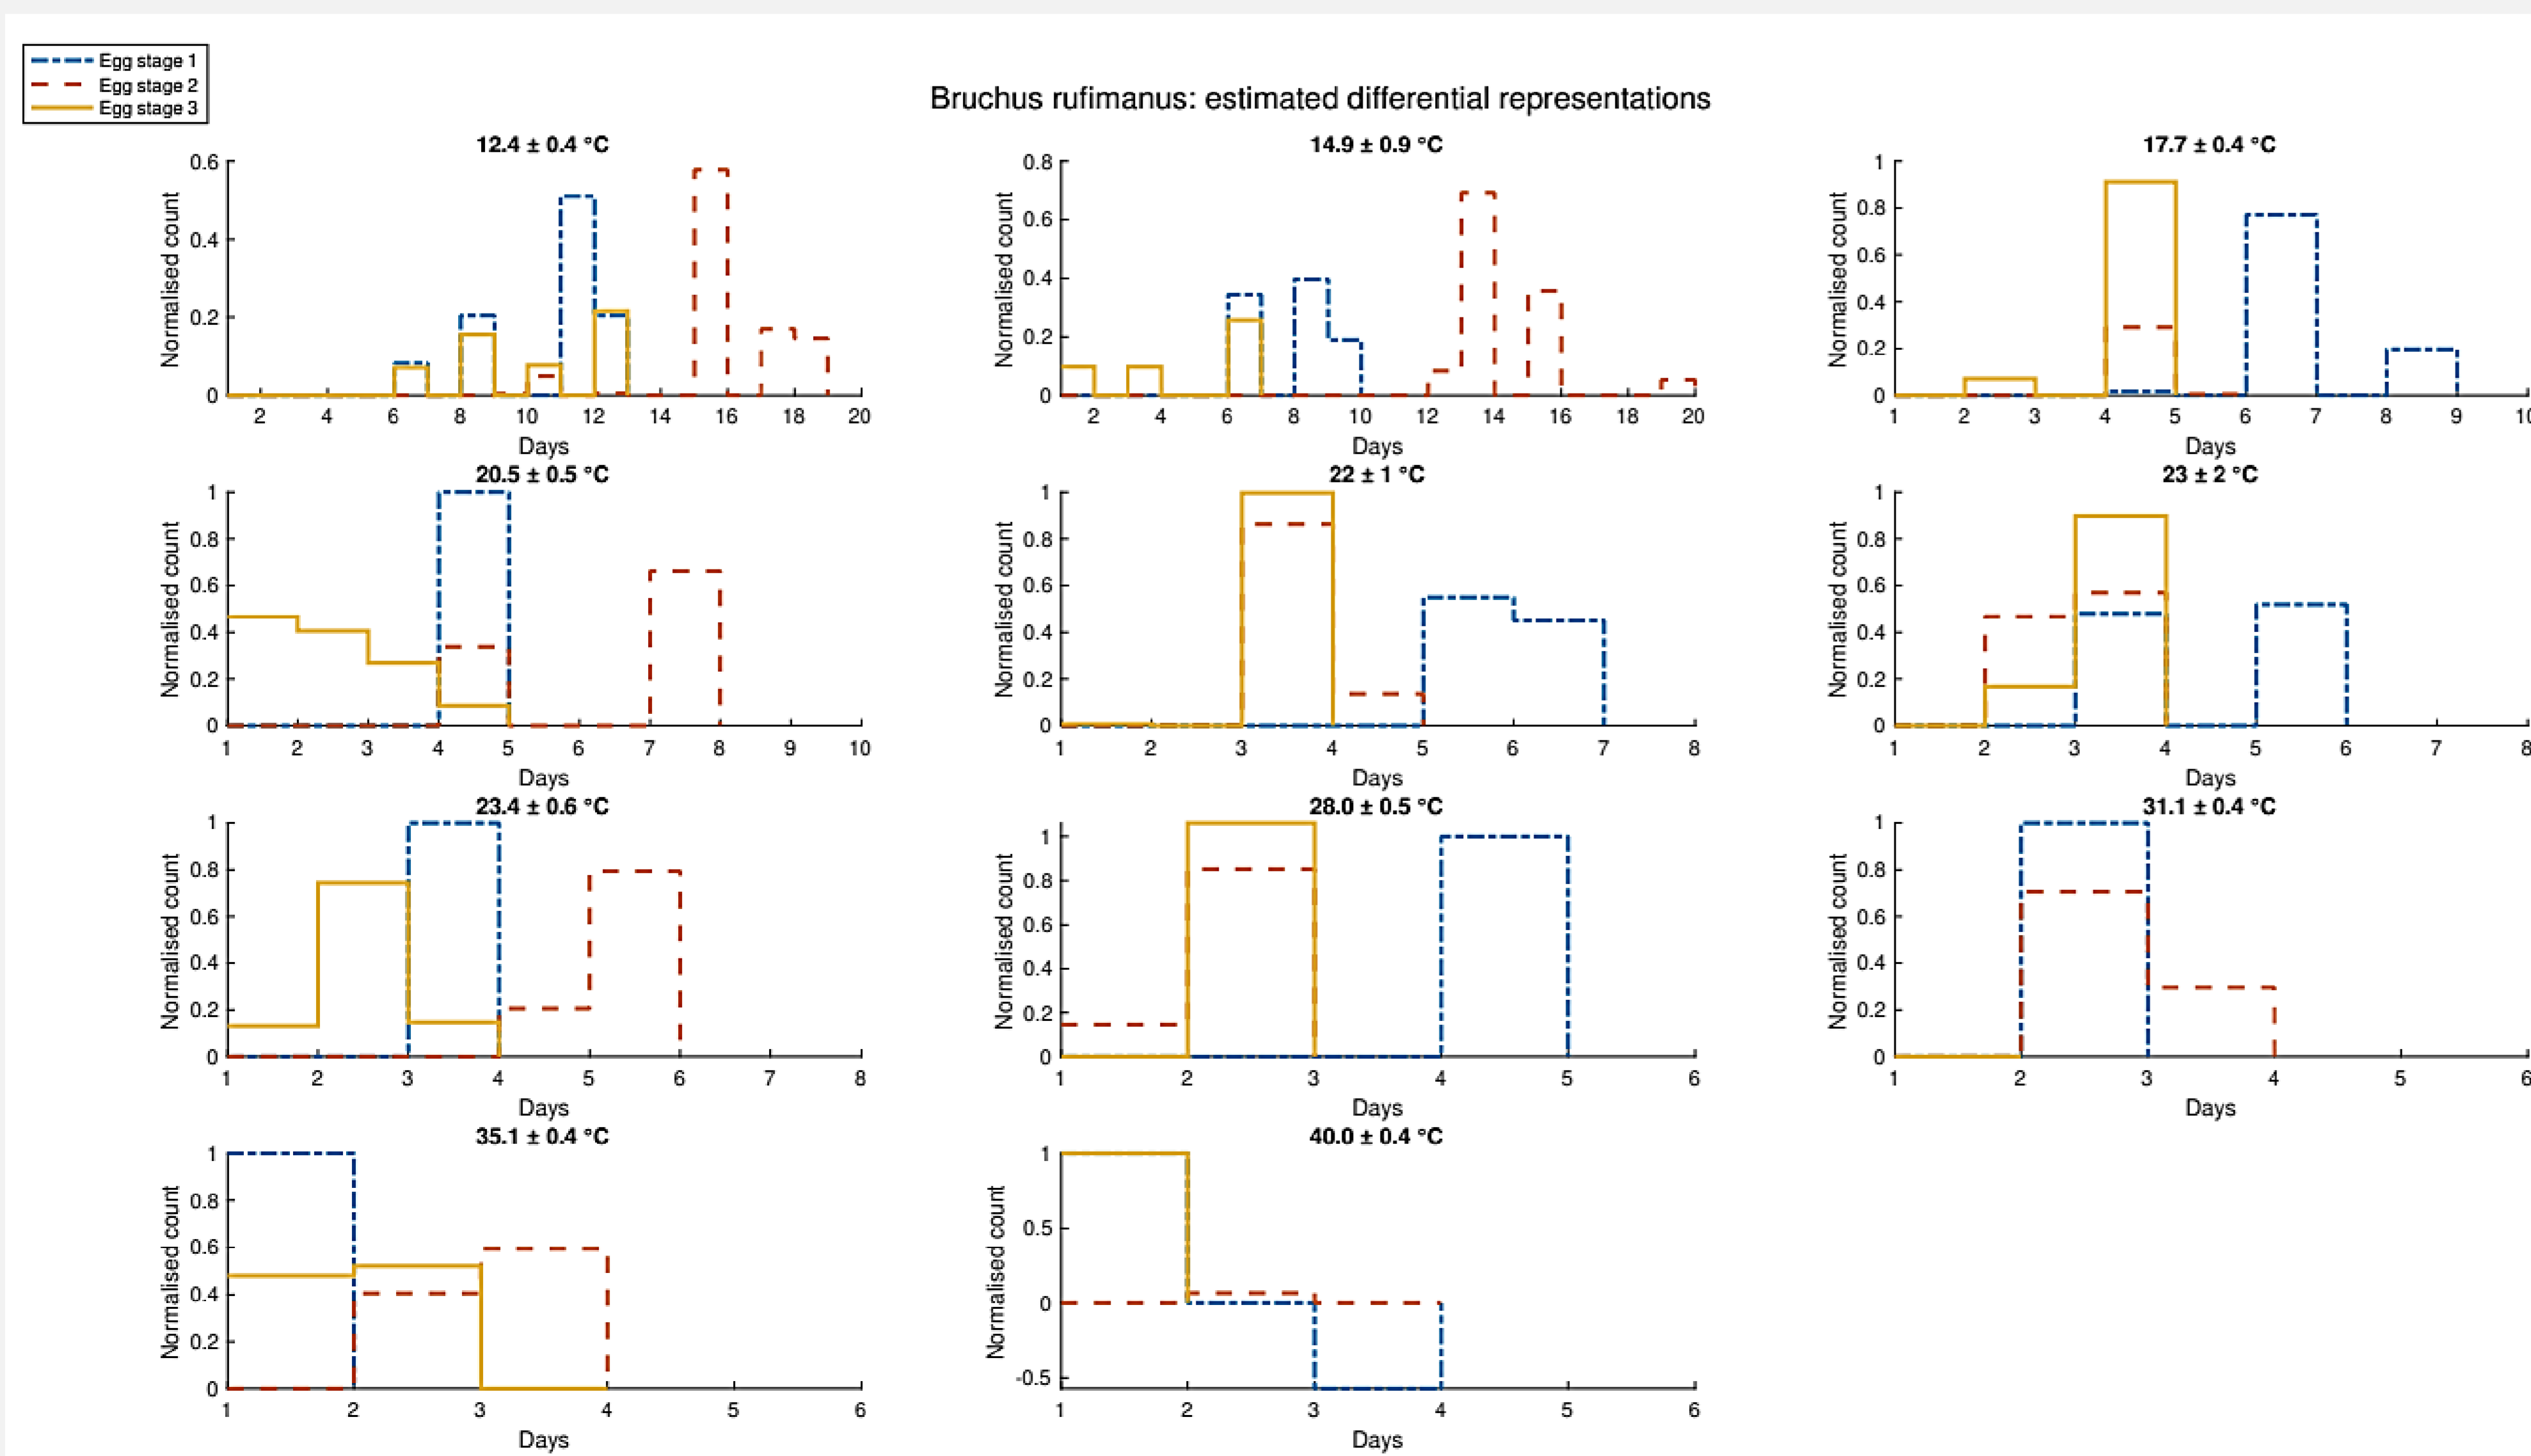 Egg stage 1
Egg stage 2
Egg stage 3
Bruchus rufimanus: estimated differential representations
12.4 ± 0.4 °C
Normalised count
0.6
0.4
0.2
0
2 4 6 8 10 12 14 16 18 20
Days
14.9 ± 0.9 °C
Normalised count
0.8
0.6
0.4
0.2
0
2 4 6 8 10 12 14 16 18 20
Days
17.7 ± 0.4 °C
Normalised count
1
0.8
0.6
0.4
0.2
0
1 2 3 4 5 6 7 8 9 10
Days
20.5 ± 0.5 °C
Normalised count
1
0.8
0.6
0.4
0.2
0
1 2 3 4 5 6 7 8 9 10
Days
22 ± 1 °C
Normalised count
1
0.8
0.6
0.4
0.2
0
1 2 3 4 5 6 7 8
Days
23 ± 2 °C
Normalised count
1
0.8
0.6
0.4
0.2
0
1 2 3 4 5 6 7 8
Days
23.4 ± 0.6 °C
Normalised count
1
0.8
0.6
0.4
0.2
0
1 2 3 4 5 6 7 8
Days
28.0 ± 0.5 °C
Normalised count
1
0.8
0.6
0.4
0.2
0
1 2 3 4 5 6
Days
31.1 ± 0.4 °C
Normalised count
1
0.8
0.6
0.4
0.2
0
1 2 3 4 5 6
Days
35.1 ± 0.4 °C
Normalised count
1
0.8
0.6
0.4
0.2
0
1 2 3 4 5 6
Days
40.0 ± 0.4 °C
Normalised count
1
0.5
0
-0.5
1 2 3 4 5 6
Days